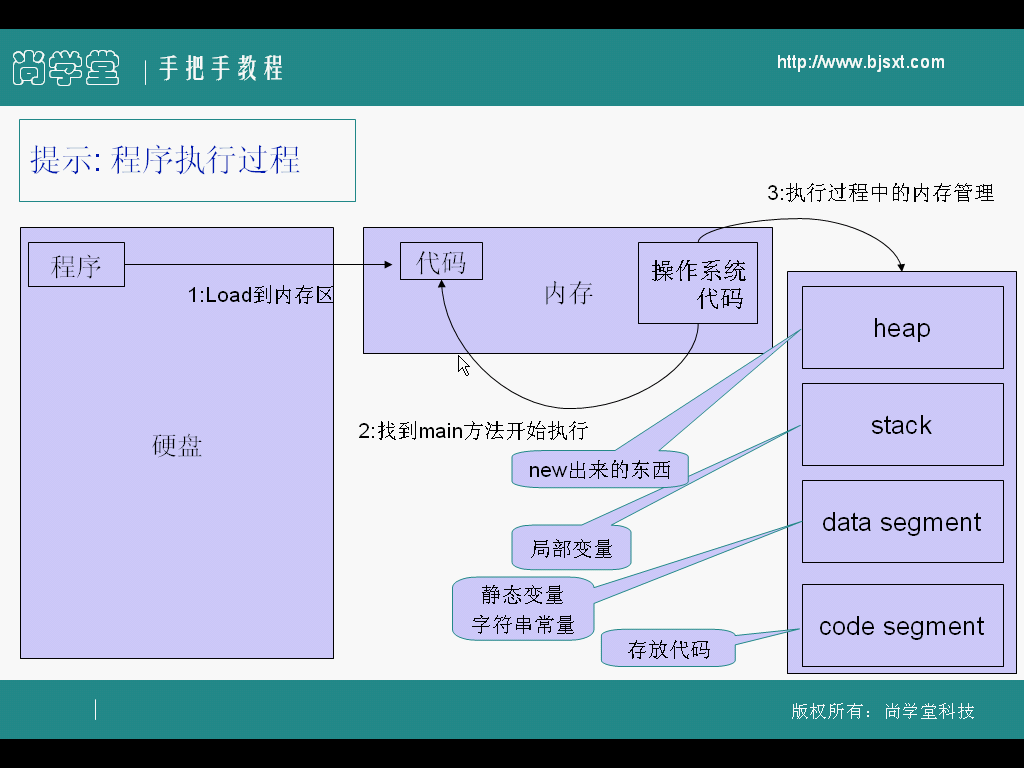 尚学堂
手把手教程
http://www.bjsxt.com
提示: 程序执行过程
3:执行过程中的内存管理
程序
代码
操作系统
代码
1:Load到内存区
内存
heap
硬盘
2:找到main方法开始执行
stack
new出来的东西
data segment
局部变量
静态变量
字符串常量
code segment
存放代码
版权所有：尚学堂科技